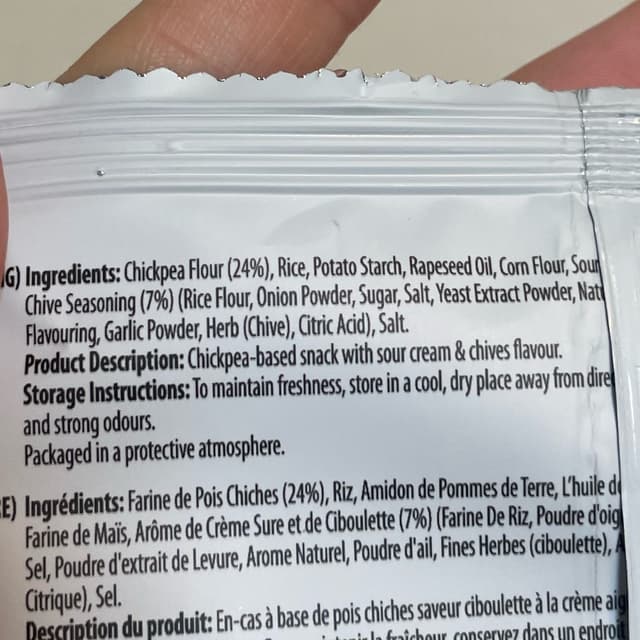 G) Ingredients: Chickpea Flour (24%), Rice, Potato Starch, Rapeseed Oil, Corn Flour, Sour
Chive Seasoning (7%) (Rice Flour, Onion Powder, Sugar, Salt, Yeast Extract Powder,
Flavouring, Garlic Powder, Herb (Chive), Citric Acid), Salt.
Product Description: Chickpea-based snack with sour cream & chives flavour.
Storage Instructions: To maintain freshness, store in a cool, dry place away from
and strong odours.
Packaged in a protective atmosphere.
E) Ingrédients: Farine de Pois Chiches (24%), Riz, Amidon de Pommes de Terre, L'huile
Farine de Maïs, Arôme de Crème Sure et de Ciboulette (7%) (Farine De Riz, Poudre
Sel, Poudre d'extrait de Levure, Arome Naturel, Poudre d'ail, Fines Herbes (ciboulette),
Citrique), Sel.
Description du produit: En-cas à base de pois chiches saveur ciboulette à la crème
la fraîcheur, conservez dans un endroit